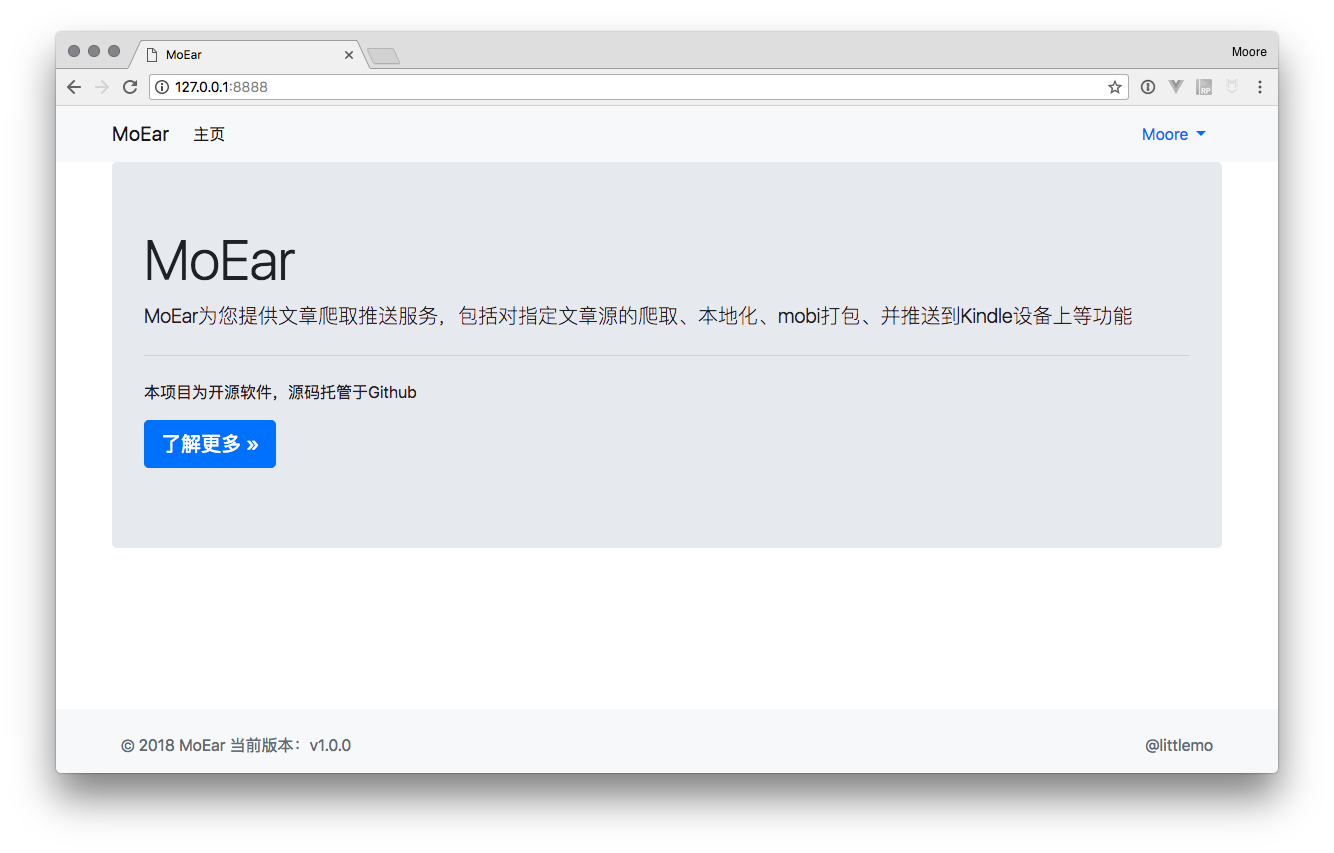 MoEar
Moore
127.0.0.1:8888
RP
MoEar 主页 Moore
MoEar
MoEar为您提供文章爬取推送服务，包括对指定文章源的爬取、本地化、mobi打包、并推送到Kindle设备上等功能
本项目为开源软件，源码托管于Github
了解更多 »
© 2018 MoEar 当前版本：v1.0.0 @littlemo